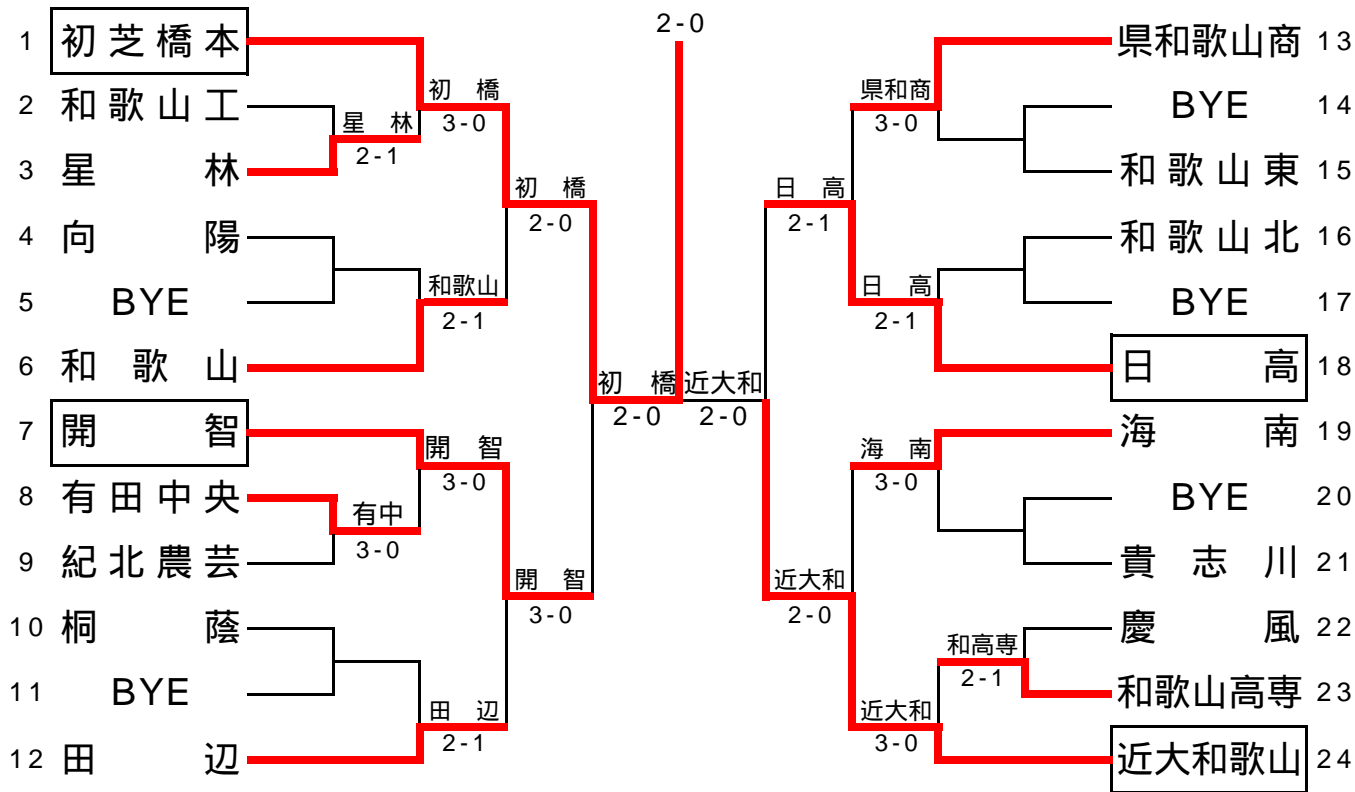 2-0
1 初芝橋本
2 和歌山工
3 星林
4 向陽
5 BYE
6 和歌山
7 開智
8 有田中央
9 紀北農芸
10 桐蔭
11 BYE
12 田辺
星林
2-1
有中
3-0
初橋
3-0
和歌山
2-1
開智
3-0
田辺
2-1
初橋
2-0
開智
3-0
初橋
2-0
近大和
2-0
日高
2-1
近大和
2-0
県和商
3-0
日高
2-1
海南
3-0
近大和
3-0
和高専
2-1
県和歌山商 13
BYE 14
和歌山東 15
和歌山北 16
BYE 17
日高 18
海南 19
BYE 20
貴志川 21
慶風 22
和歌山高専 23
近大和歌山 24